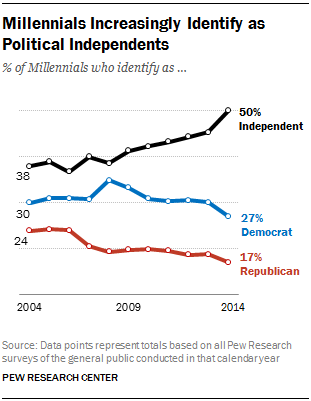 Millennials Increasingly Identify as
Political Independents
% of Millennials who identify as ...
50%
Independent
38
30
27%
Democrat
24
17%
Republican
2004 2009 2014
Source: Data points represent totals based on all Pew Research
surveys of the general public conducted in that calendar year
PEW RESEARCH CENTER